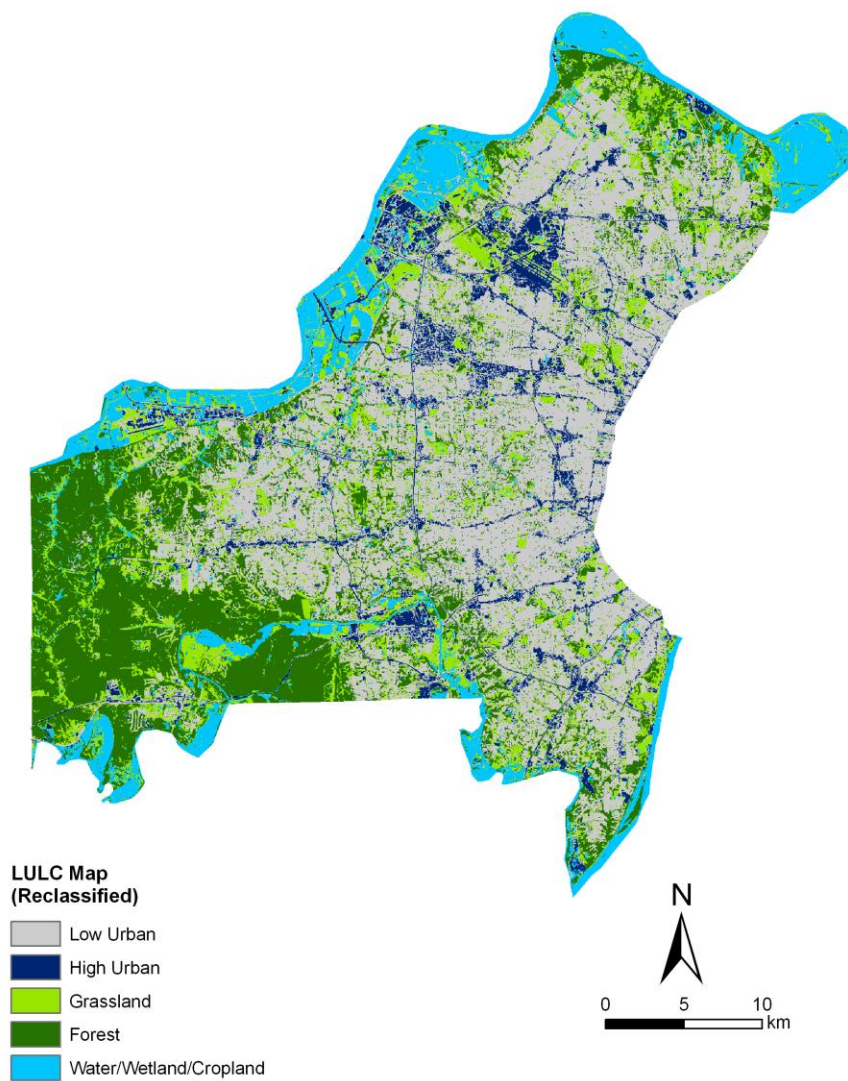 N
0 5 10
km
LULC Map
(Reclassified)
Low Urban
High Urban
Grassland
Forest
Water/Wetland/Cropland